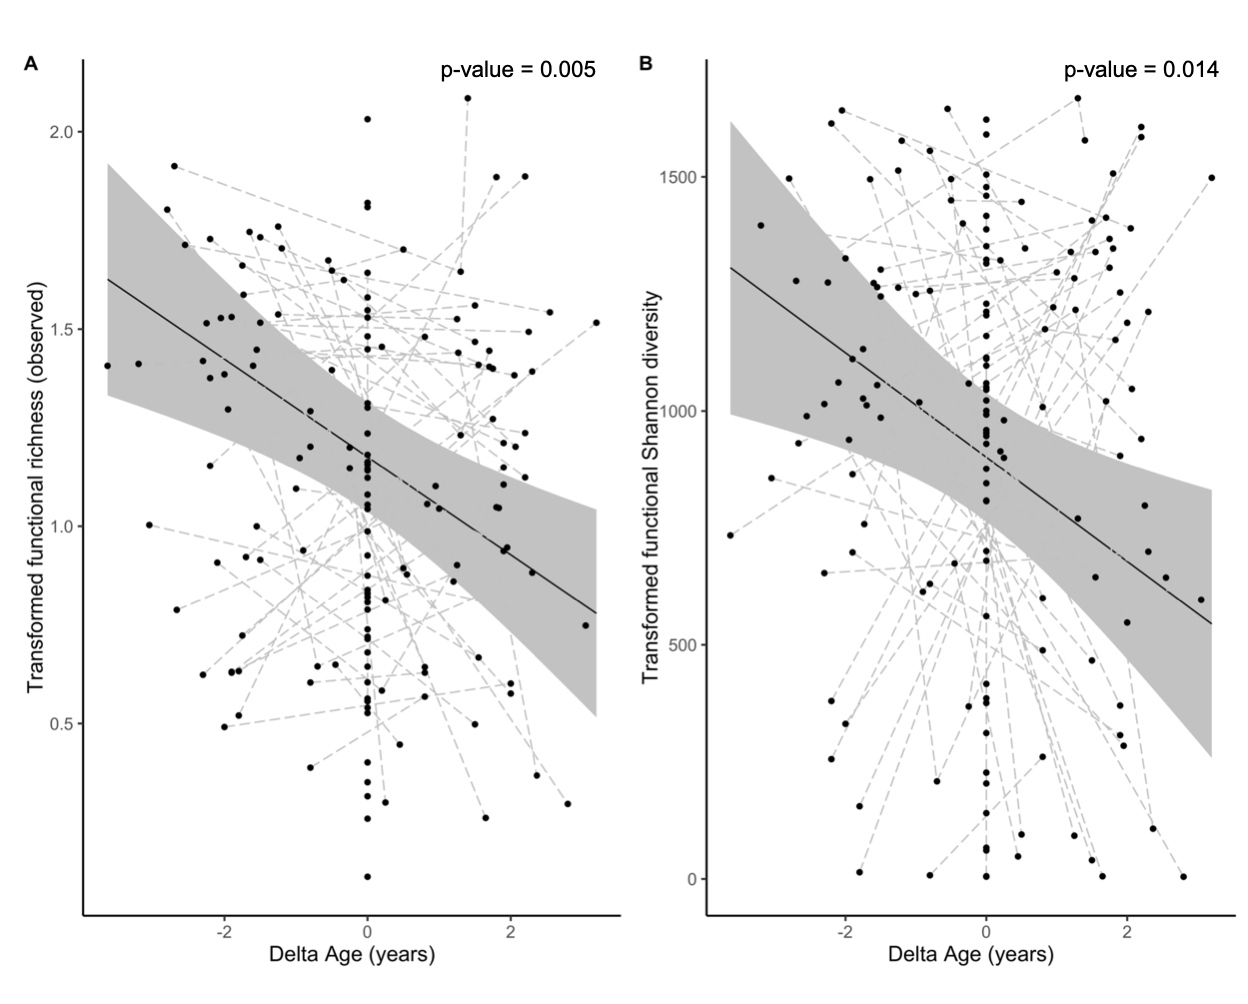 A
p-value = 0.005
Transformed functional richness (observed)
2.0
1.5
1.0
0.5
-2
0
2
Delta Age (years)
B
p-value = 0.014
Transformed functional Shannon diversity
1500
1000
500
0
-2
0
2
Delta Age (years)